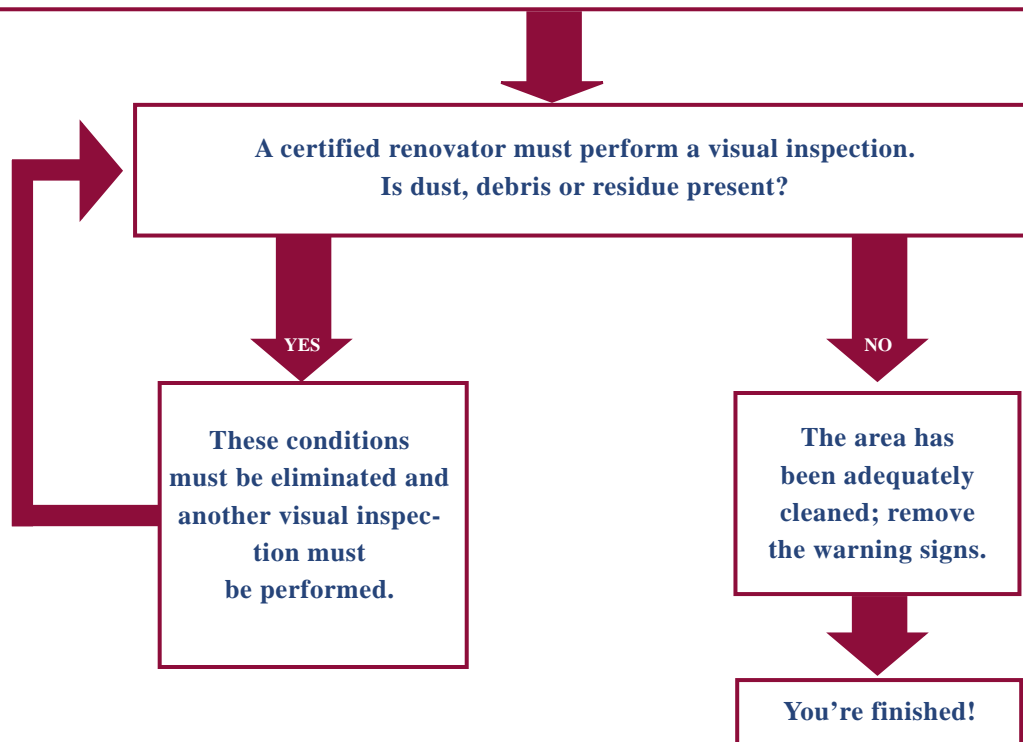 A certified renovator must perform a visual inspection.
Is dust, debris or residue present?
YES
NO
These conditions
must be eliminated and
another visual inspec-
tion must
be performed.
The area has
been adequately
cleaned; remove
the warning signs.
You’re finished!